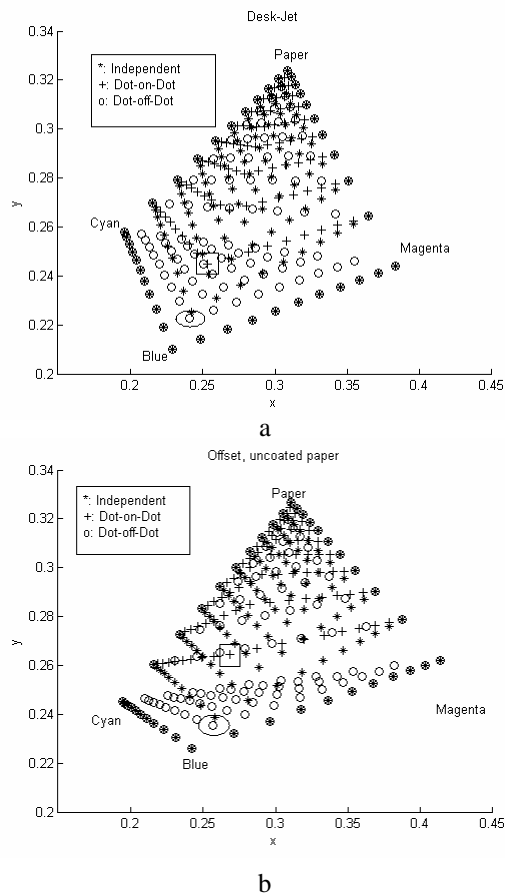 Desk-Jet
0.34
Paper
*: Independent
+: Dot-on-Dot
o: Dot-off-Dot
0.32
0.3
0.28
0.26
y
Cyan
Magenta
0.24
0.22
Blue
0.2
0.2 0.25 0.3 0.35 0.4 0.45
x
a
Offset, uncoated paper
0.34
Paper
*: Independent
+: Dot-on-Dot
o: Dot-off-Dot
0.32
0.3
0.28
y
0.26
0.24
Cyan
Magenta
Blue
0.22
0.2
0.2 0.25 0.3 0.35 0.4 0.45
x
b